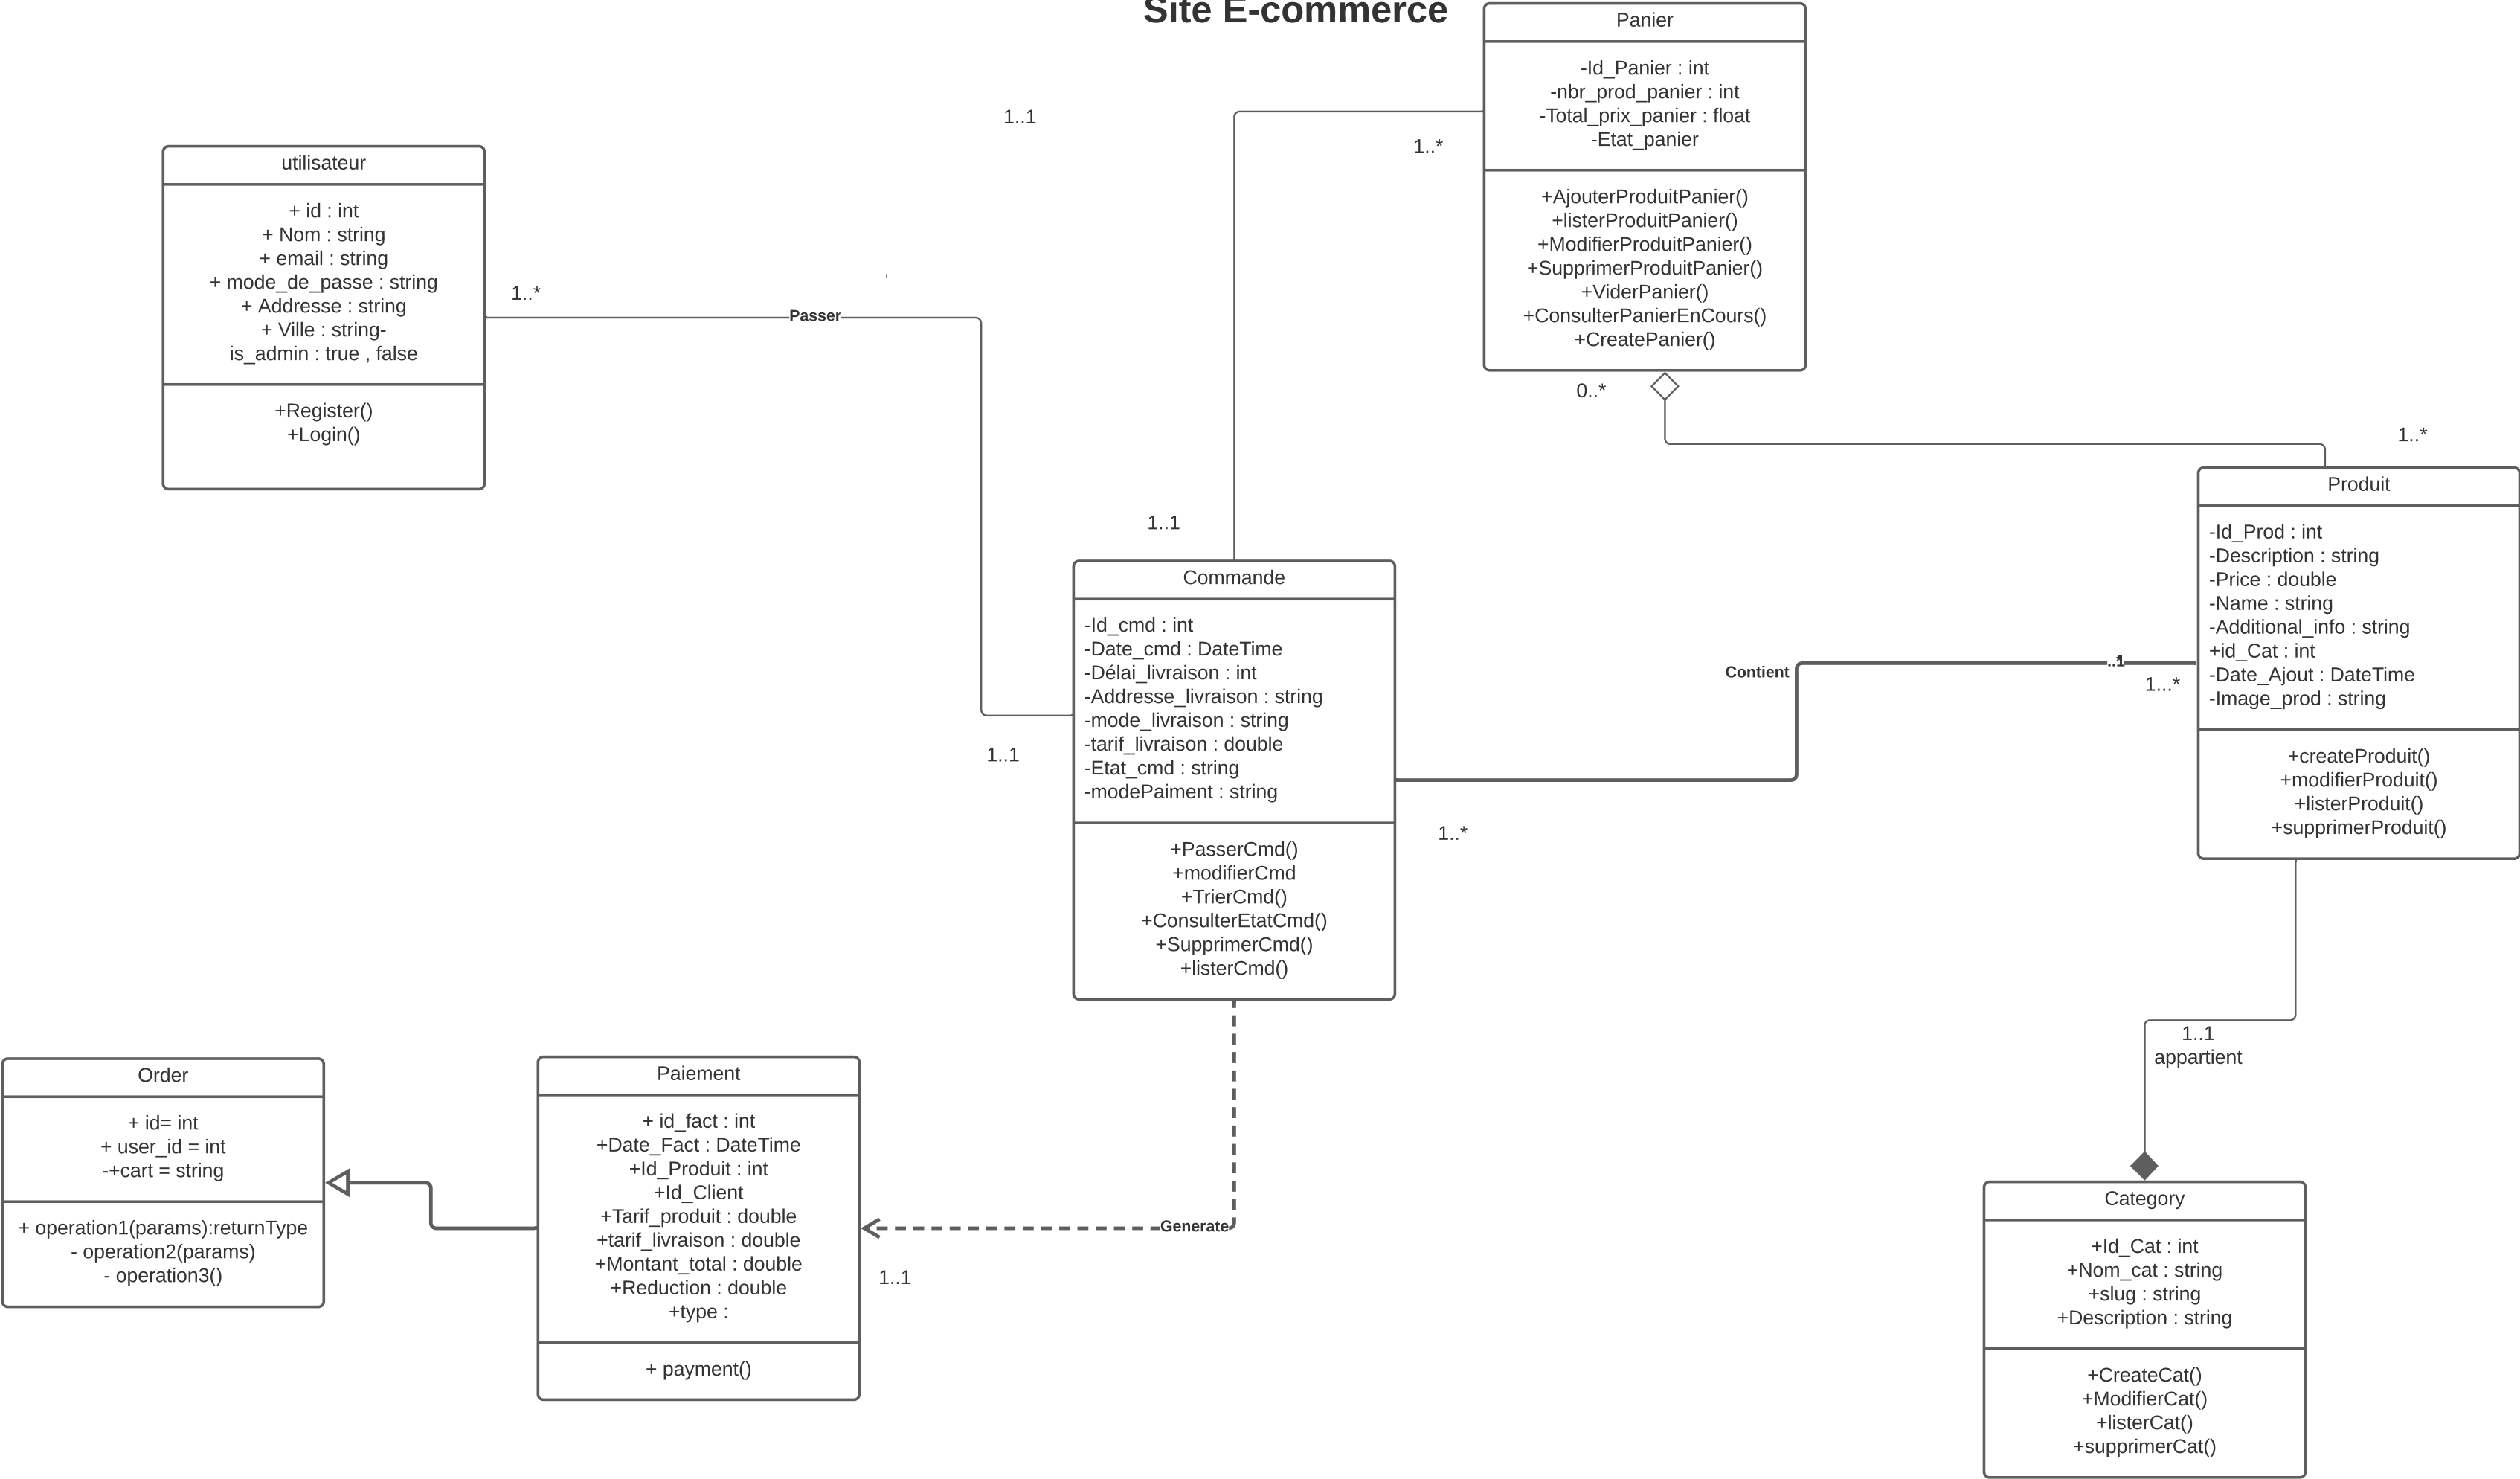 Site E-commerce
Panier
-Id_Panier : int
-nbr_prod_panier : int
-Total_prix_panier : float
-Etat_panier
+AjouterProduitPanier()
+listerProduitPanier()
+ModifierProduitPanier()
+SupprimerProduitPanier()
+ViderPanier()
+ConsulterPanierEnCours()
+CreatePanier()
1..1
1..*
utilisateur
+ id : int
+ Nom : string
+ email : string
+ mode_de_passe : string
+ Addresse : string
+ Ville : string-
is_admin : true , false
+Register()
+Login()
1..*
Passer
0..*
1..*
1..1
Produit
-Id_Prod : int
-Description : string
-Price : double
-Name : string
-Additional_info : string
+id_Cat : int
-Date_Ajout : DateTime
-Image_prod : string
+createProduit()
+modifierProduit()
+listerProduit()
+supprimerProduit()
Commande
-Id_cmd : int
-Date_cmd : DateTime
-Délai_livraison : int
-Addresse_livraison : string
-mode_livraison : string
-tarif_livraison : double
-Etat_cmd : string
-modePaiment : string
+PasserCmd()
+modifierCmd
+TrierCmd()
+ConsulterEtatCmd()
+SupprimerCmd()
+listerCmd()
Contient
1...*
1..1
1..*
1..1
appartient
Order
+ id= int
+ user_id = int
-+cart = string
+ operation1(params):returnType
- operation2(params)
- operation3()
Paiement
+ id_fact : int
+Date_Fact : DateTime
+Id_Produit : int
+Id_Client
+Tarif_produit : double
+tarif_livraison : double
+Montant_total : double
+Reduction : double
+type :
+ payment()
Generate
1..1
Category
+Id_Cat : int
+Nom_cat : string
+slug : string
+Description : string
+CreateCat()
+ModifierCat()
+listerCat()
+supprimerCat()